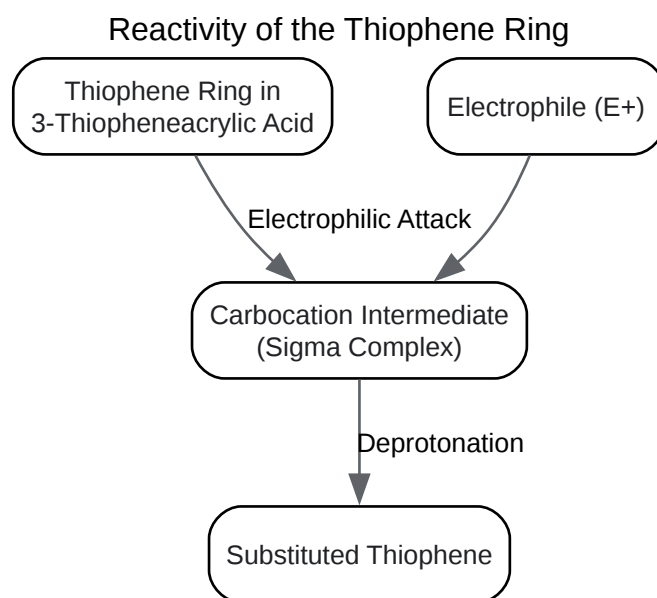 Reactivity of the Thiophene Ring
Thiophene Ring in
3-Thiopheneacrylic Acid
Electrophile (E+)
Electrophilic Attack
Carbocation Intermediate
(Sigma Complex)
Deprotonation
Substituted Thiophene